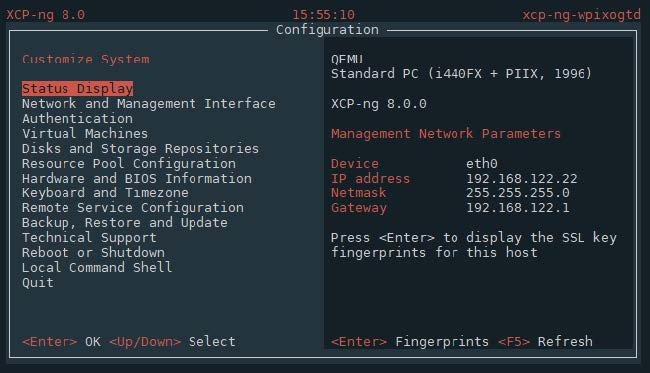 XCP-ng 8.0 15:55:10 xcp-ng-wpixogtd
Configuration
Customize System
Status Display
Network and Management Interface
Authentication
Virtual Machines
Disks and Storage Repositories
Resource Pool Configuration
Hardware and BIOS Information
Keyboard and Timezone
Remote Service Configuration
Backup, Restore and Update
Technical Support
Reboot or Shutdown
Local Command Shell
Quit
<Enter> OK <Up/Down> Select
QEMU
Standard PC (i440FX + PIIX, 1996)
XCP-ng 8.0.0
Management Network Parameters
Device eth0
IP address 192.168.122.22
Netmask 255.255.255.0
Gateway 192.168.122.1
Press <Enter> to display the SSL key
fingerprints for this host
<Enter> Fingerprints <F5> Refresh